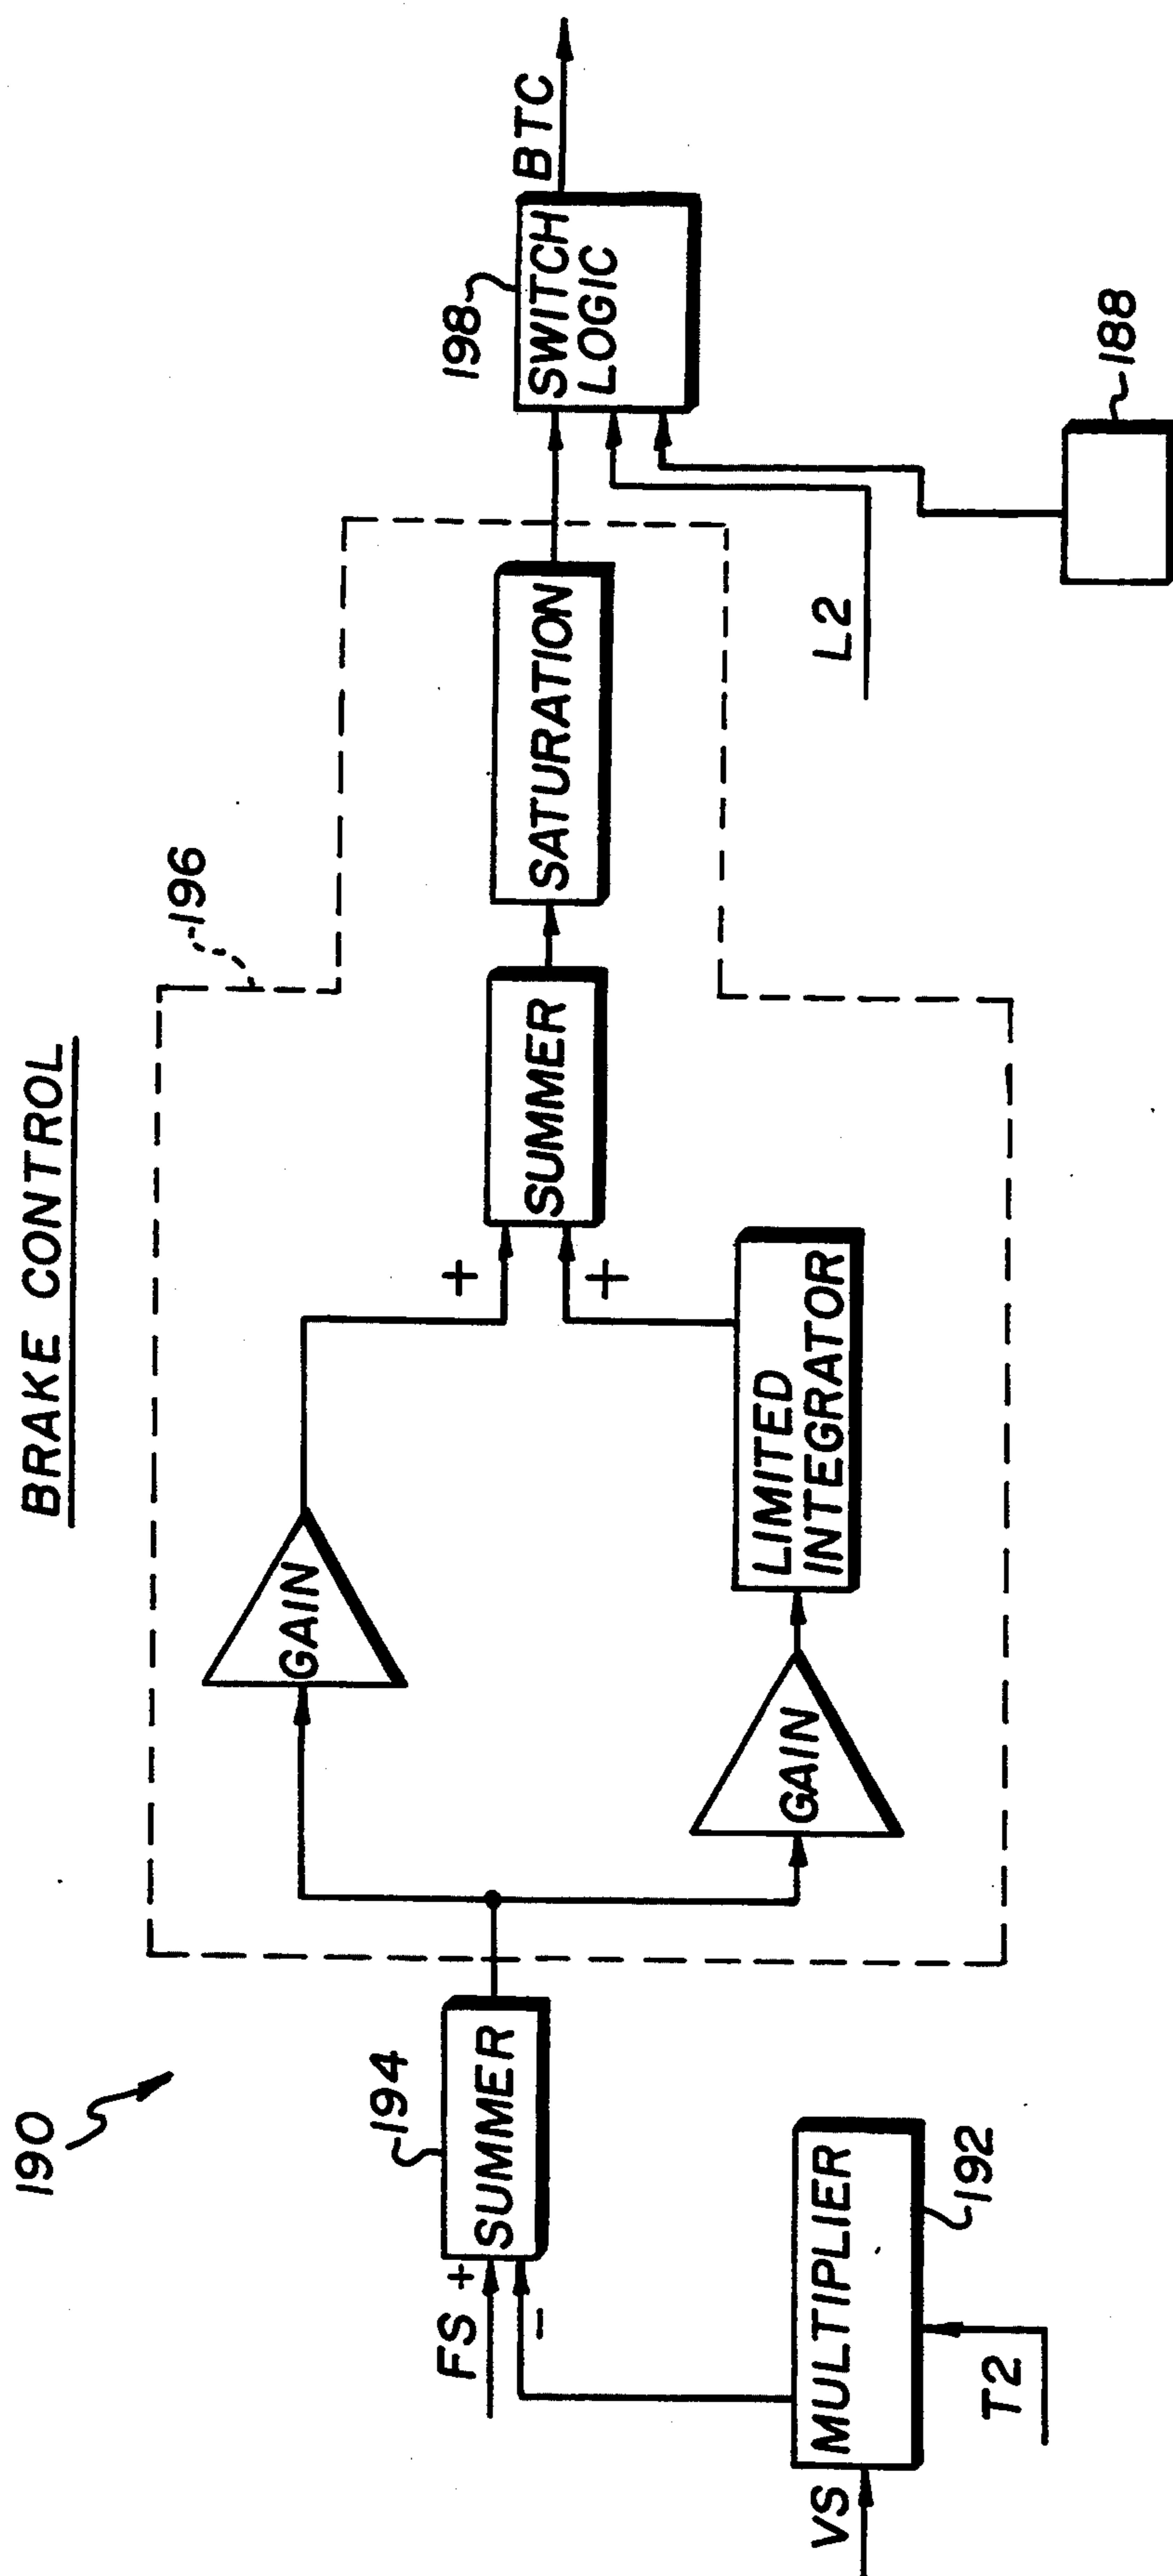 BRAKE CONTROL
190
196
FS
+
-
SUMMER
194
VS
MULTIPLIER
192
T2
GAIN
GAIN
LIMITED
INTEGRATOR
+
+
SUMMER
SATURATION
198
SWITCH
LOGIC
BTC
L2
188